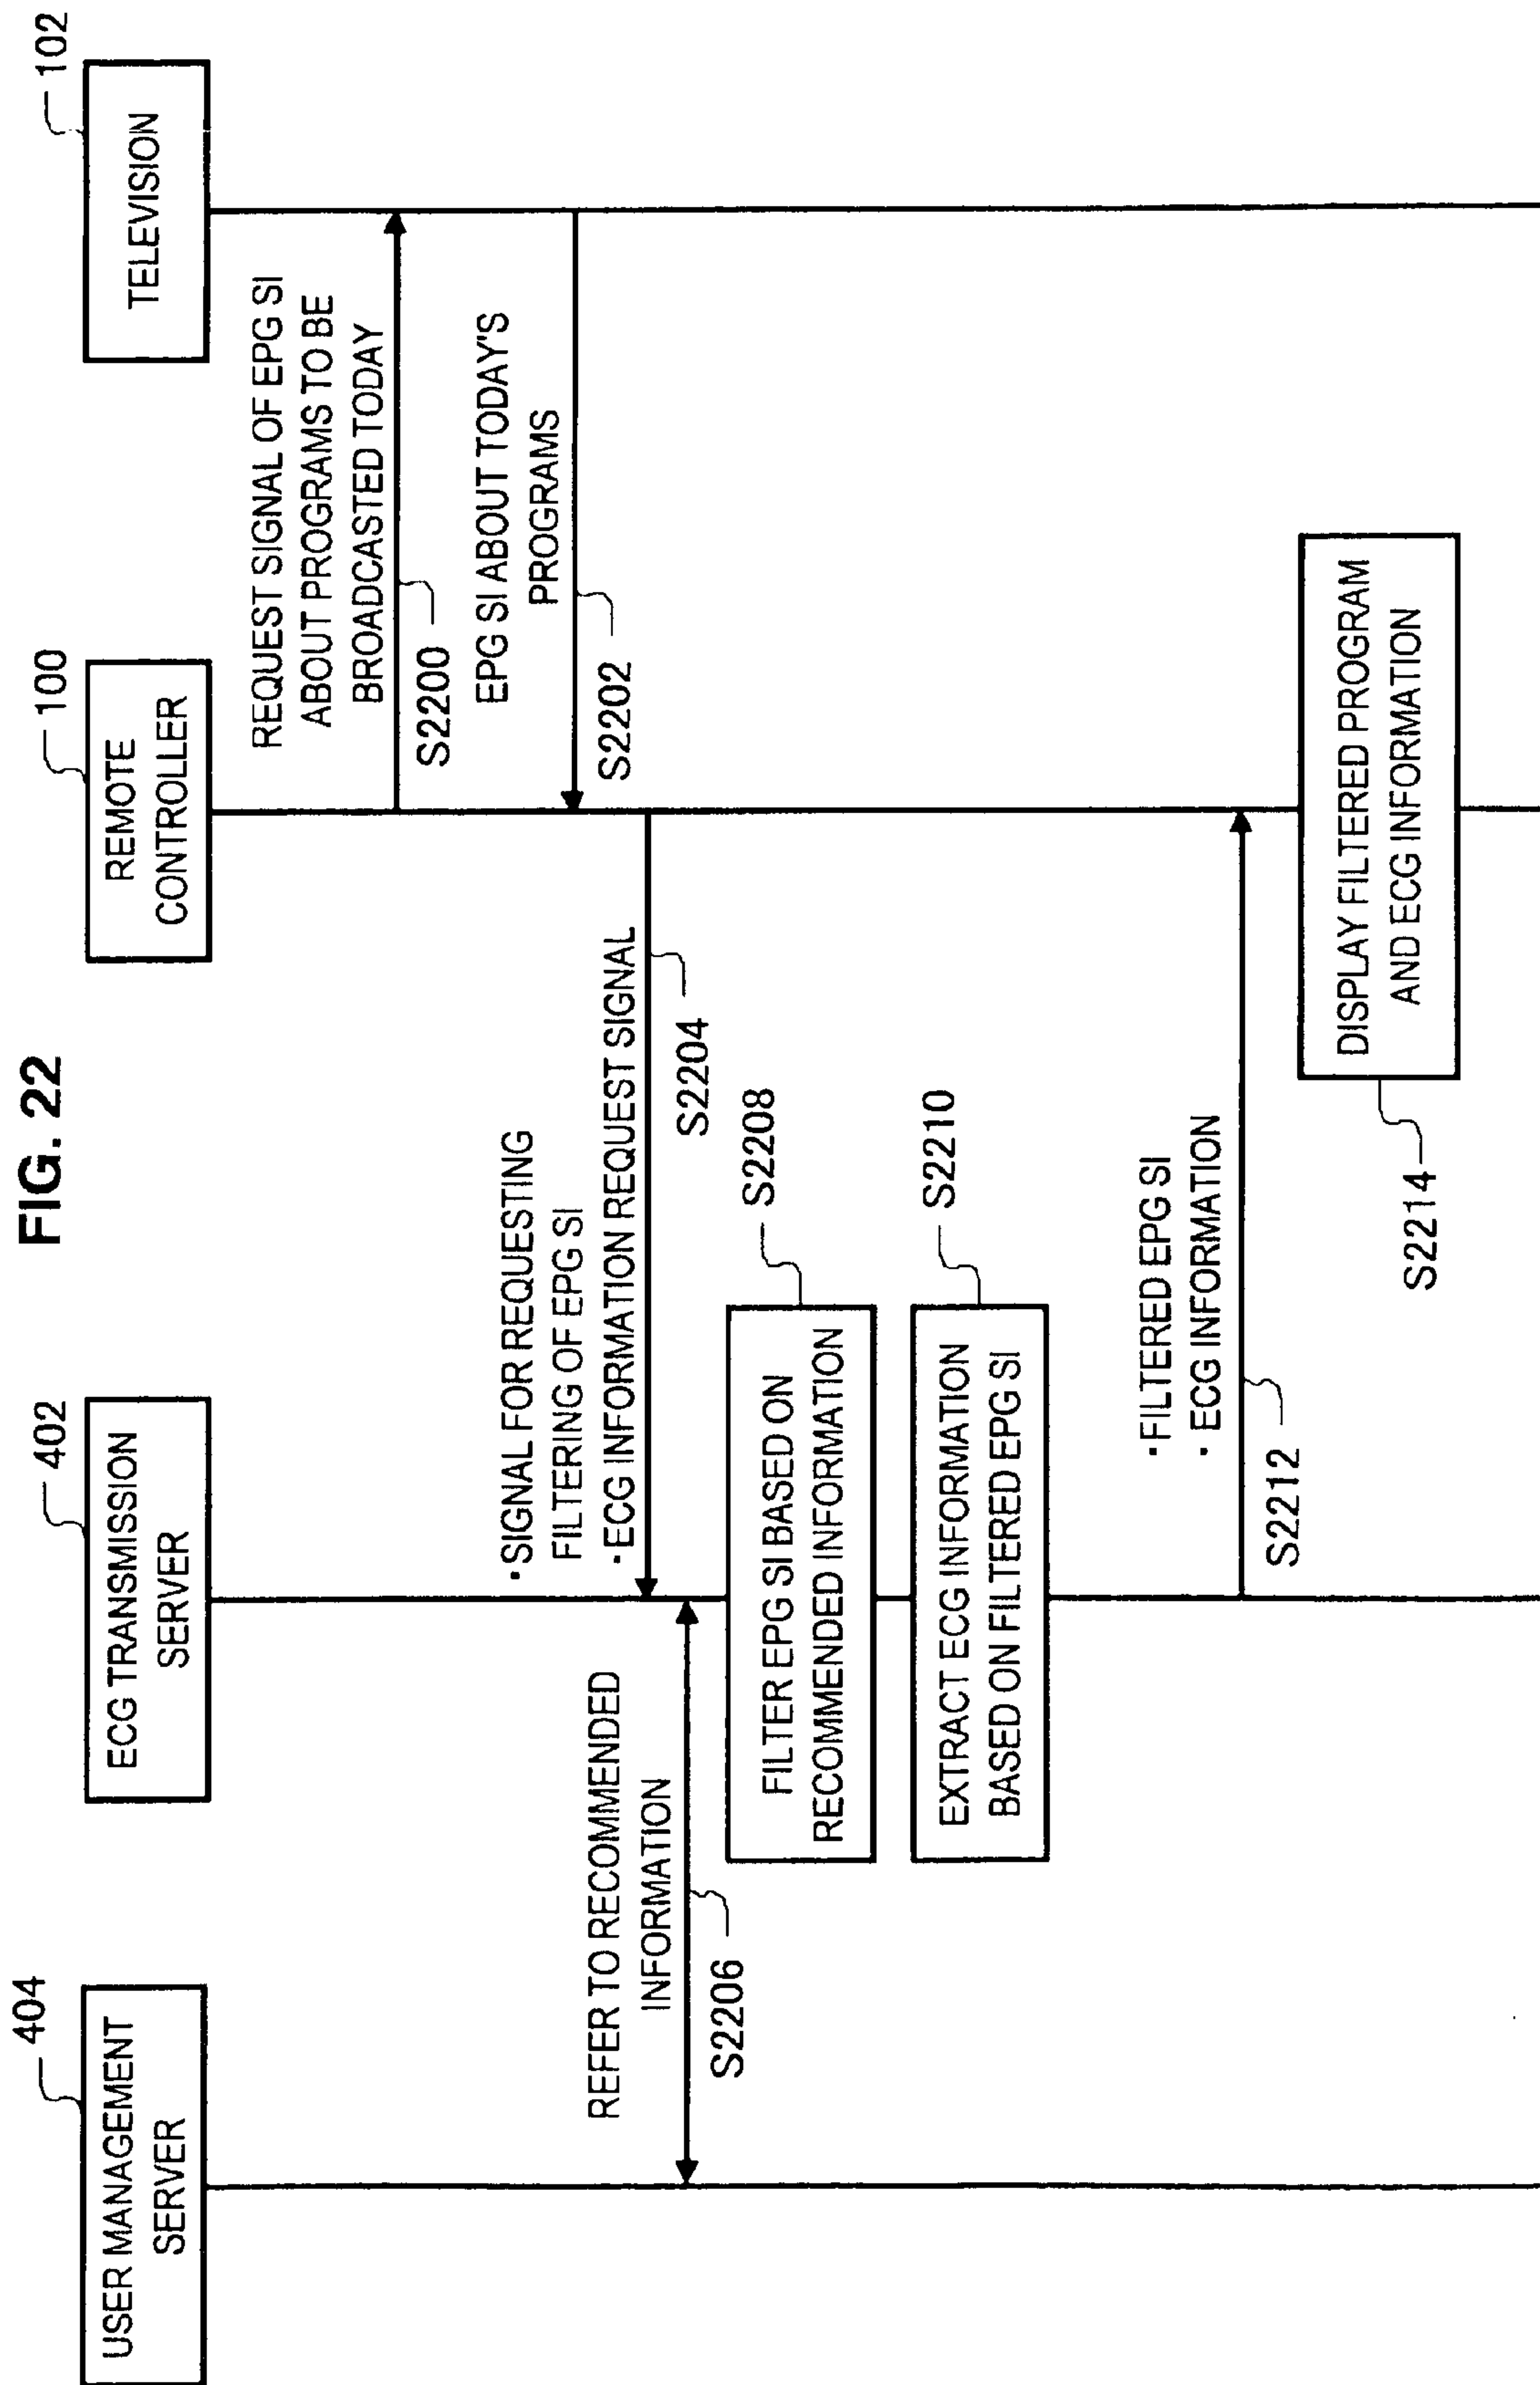 FIG. 22
404
USER MANAGEMENT
SERVER
402
ECG TRANSMISSION
SERVER
100
REMOTE
CONTROLLER
102
TELEVISION
REQUEST SIGNAL OF EPG SI
ABOUT PROGRAMS TO BE
BROADCASTED TODAY
S2200
EPG SI ABOUT TODAY'S
PROGRAMS
S2202
·SIGNAL FOR REQUESTING
FILTERING OF EPG SI
·ECG INFORMATION REQUEST SIGNAL
S2204
REFER TO RECOMMENDED
INFORMATION
S2206
FILTER EPG SI BASED ON
RECOMMENDED INFORMATION
S2208
EXTRACT ECG INFORMATION
BASED ON FILTERED EPG SI
S2210
·FILTERED EPG SI
· ECG INFORMATION
S2212
DISPLAY FILTERED PROGRAM
AND ECG INFORMATION
S2214